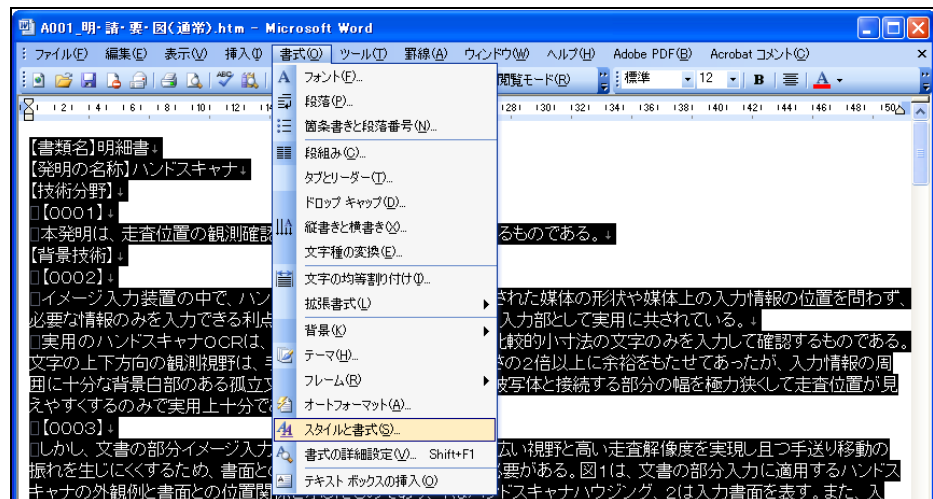 A001_明・請・要・図(通常).htm - Microsoft Word
ファイル(F) 編集(E) 表示(V) 挿入(I) 書式(O) ツール(T) 罫線(A) ウィンドウ(W) ヘルプ(H) Adobe PDF(B) Acrobat コメント(C)
閲覧モード(R) 標準 12 B A
フォント(F)...
段落(P)...
箇条書きと段落番号(N)...
段組み(C)...
タブとリーダー(T)...
ドロップ キャップ(D)...
縦書きと横書き(X)...
文字種の変換(E)...
文字の均等割り付け(I)...
拡張書式(L)
背景(K)
テーマ(H)...
フレーム(R)
オートフォーマット(A)...
スタイルと書式(S)...
書式の詳細設定(V)... Shift+F1
テキスト ボックスの挿入(O)
【書類名】明細書↓
【発明の名称】ハンドスキャナ↓
【技術分野】↓
【0001】↓
本発明は、走査位置の観測確認 るものである。↓
【背景技術】↓
【0002】↓
イメージ入力装置の中で、ハン された媒体の形状や媒体上の入力情報の位置を問わず、
必要な情報のみを入力できる利点 入力部として実用に共されている。↓
実用のハンドスキャナOCRは、 比較的小寸法の文字のみを入力して確認するものである。
文字の上下方向の観測視野は、 さの2倍以上に余裕をもたせてあったが、入力情報の周
囲に十分な背景白部のある孤立文 被写体と接続する部分の幅を極力狭くして走査位置が見
えやすくするのみで実用上十分で
【0003】↓
しかし、文書の部分イメージ入力 広い視野と高い走査解像度を実現し且つ手送り移動の
振れを生じにくくするため、書面と 必要がある。図1は、文書の部分入力に適用するハンドス
キャナの外観例と書面との位置関 ドスキャナハウジング、2は入力書面を表す。また、入